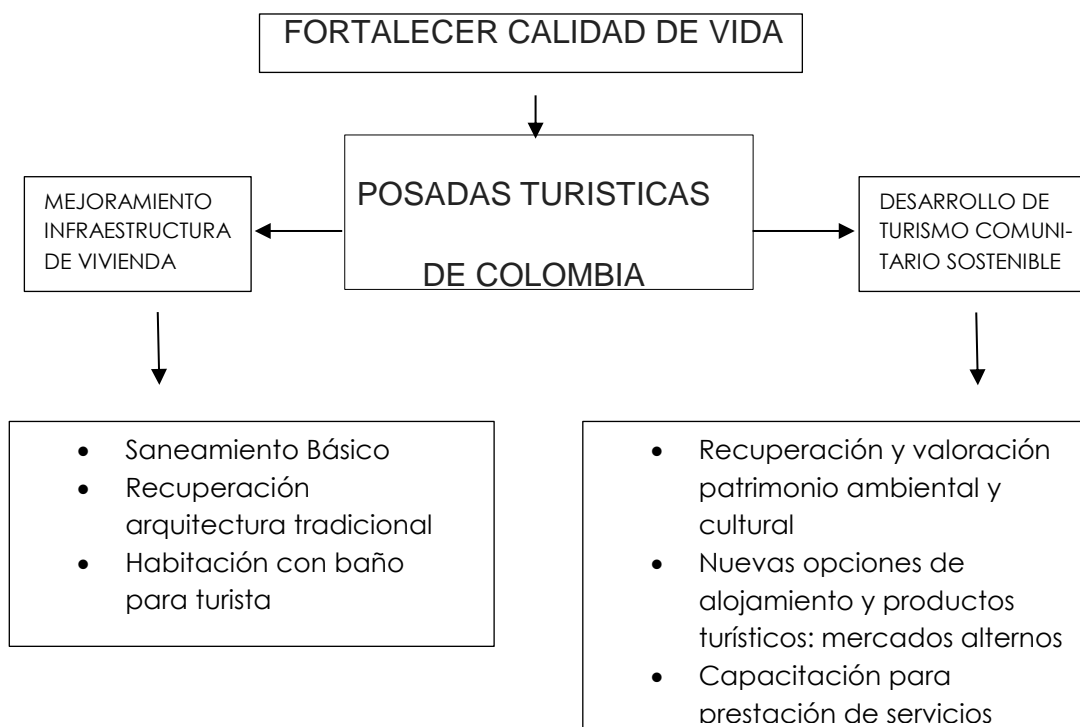 FORTALECER CALIDAD DE VIDA
POSADAS TURISTICAS
DE COLOMBIA
MEJORAMIENTO
INFRAESTRUCTURA
DE VIVIENDA
DESARROLLO DE
TURISMO COMUNI-
TARIO SOSTENIBLE
• Saneamiento Básico
• Recuperación
arquitectura tradicional
• Habitación con baño
para turista
• Recuperación y valoración
patrimonio ambiental y
cultural
• Nuevas opciones de
alojamiento y productos
turísticos: mercados alternos
• Capacitación para
prestación de servicios